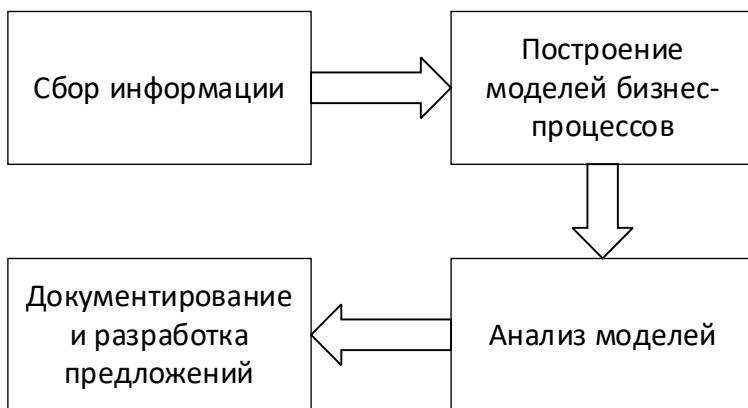 Сбор информации
Построение
моделей бизнес-
процессов
Документирование
и разработка
предложений
Анализ моделей